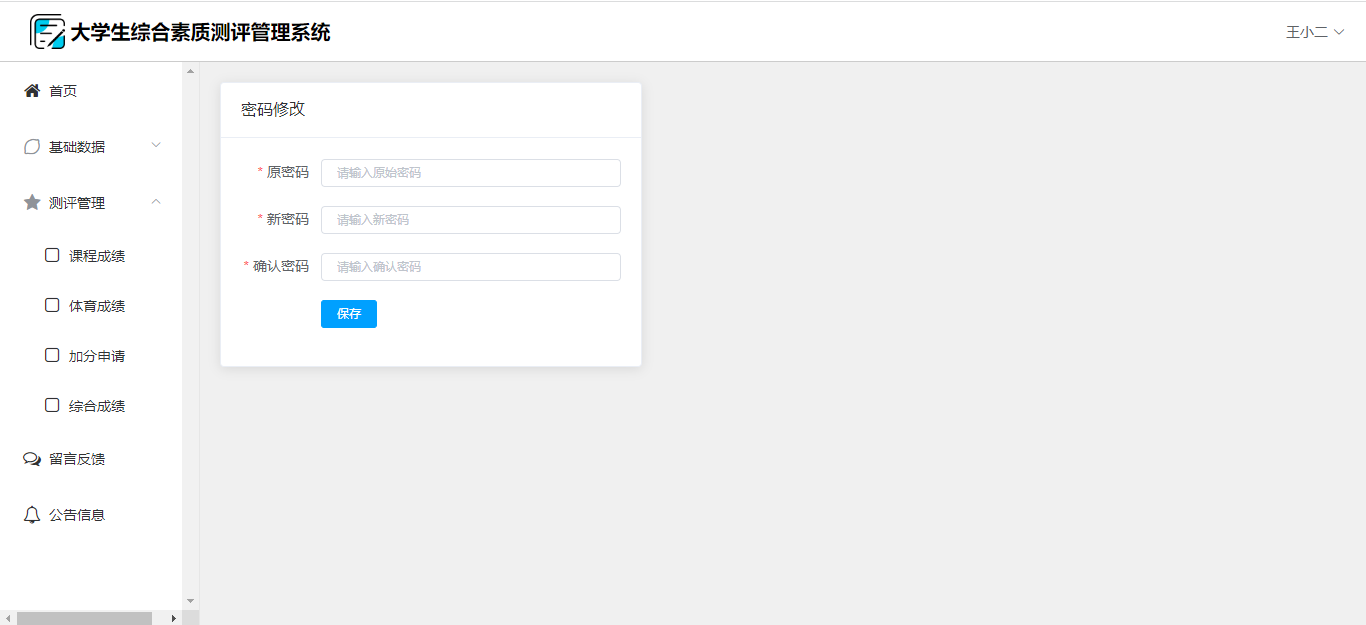 大学生综合素质测评管理系统
王小二
首页
基础数据
测评管理
课程成绩
体育成绩
加分申请
综合成绩
留言反馈
公告信息
密码修改
* 原密码 请输入原始密码
* 新密码 请输入新密码
* 确认密码 请输入确认密码
保存